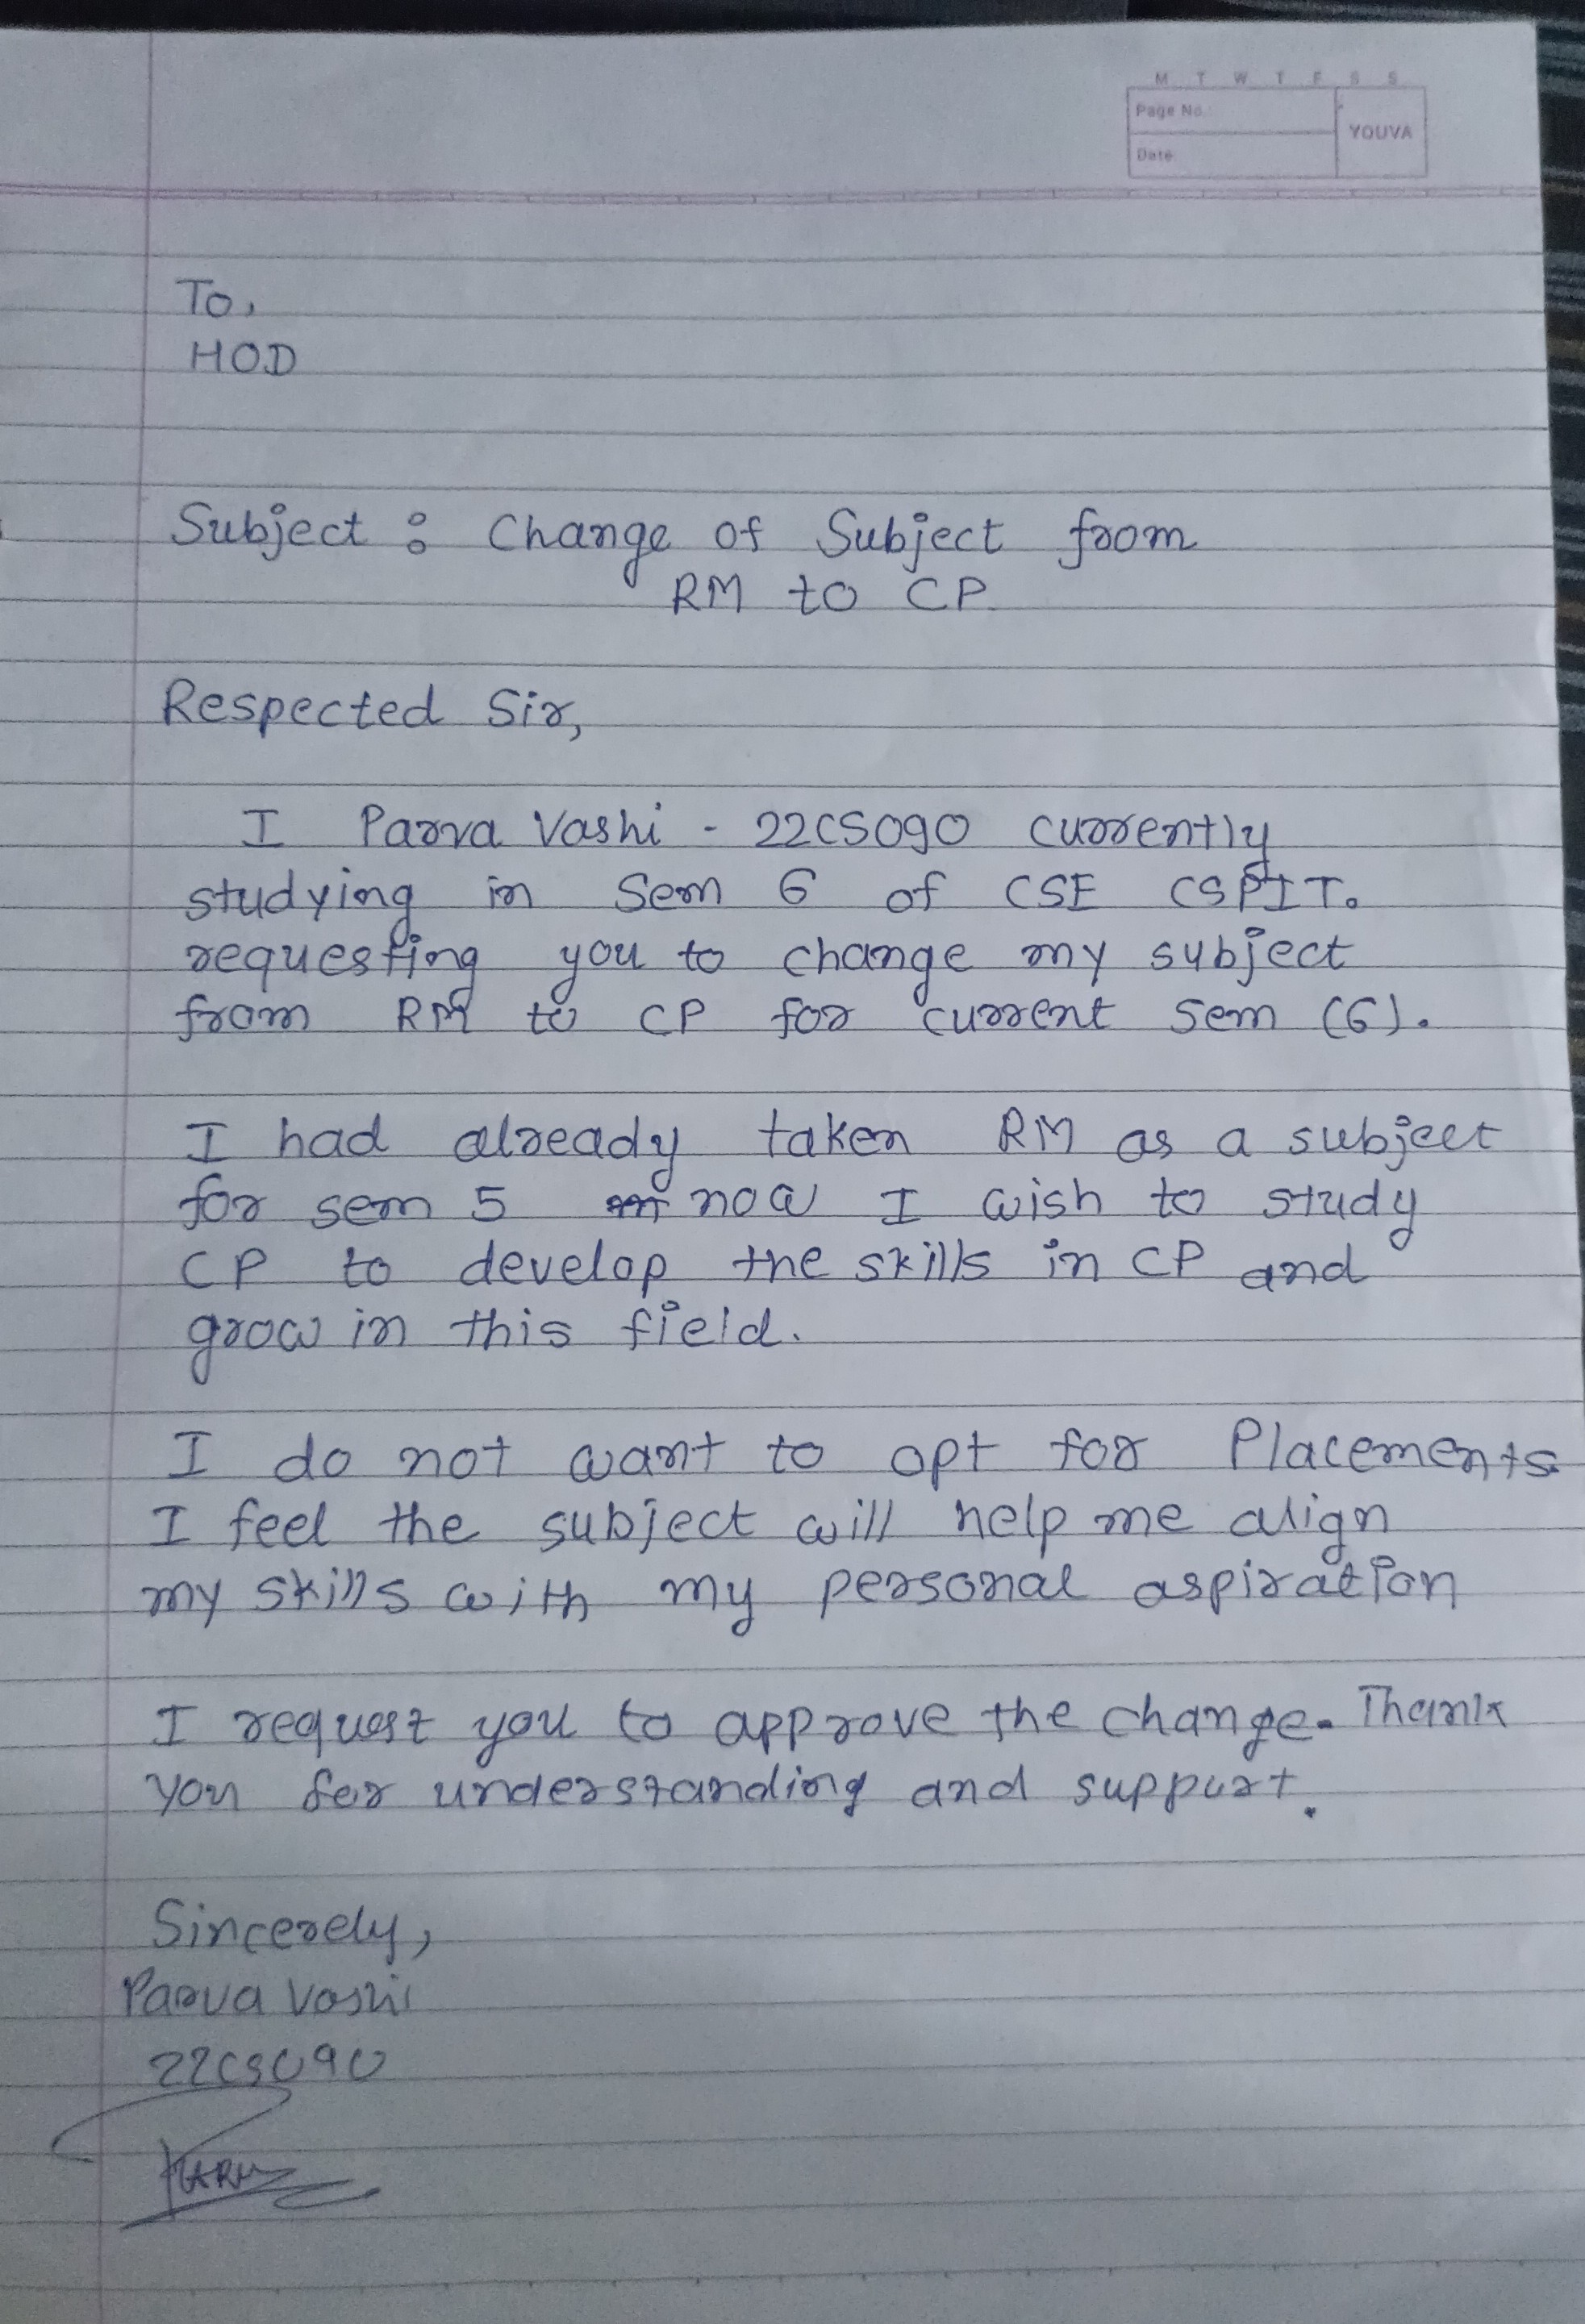 M T W T F S S
Page No.:
YOUVA
Date
To,
HOD
Subject : Change of Subject from
RM to CP.
Respected Sir,
I Parva Vashi - 22CS090 currently
studying in Sem 6 of CSE CSPIT.
requesting you to change my subject
from RM to CP for current sem (6).
I had already taken RM as a subject
for sem 5 now I wish to study
CP to develop the skills in CP and
grow in this field.
I do not want to opt for Placements.
I feel the subject will help me align
my skills with my personal aspiration
I request you to approve the change. Thank
you for understanding and support.
Sincerely,
Parva Vashi
22CS090